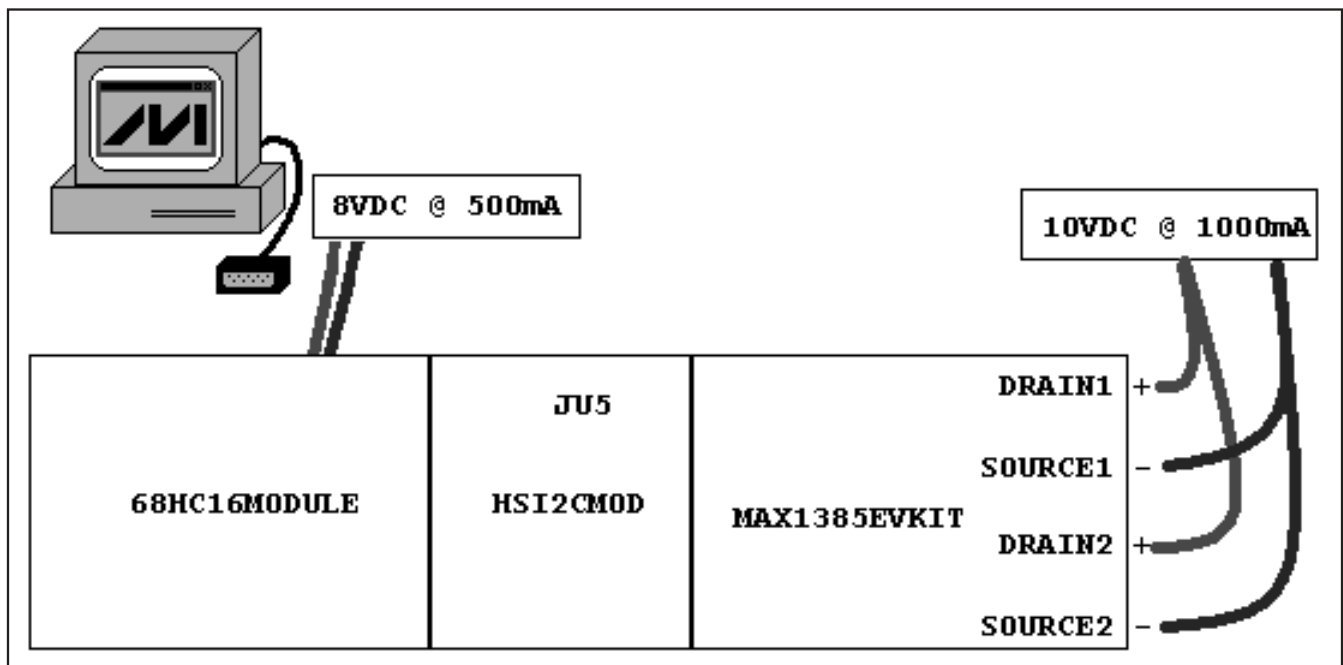 8VDC @ 500mA
10VDC @ 1000mA
JU5
68HC16MODULE
HSI2CMOD
MAX1385EVKIT
DRAIN1 +
SOURCE1 -
DRAIN2 +
SOURCE2 -